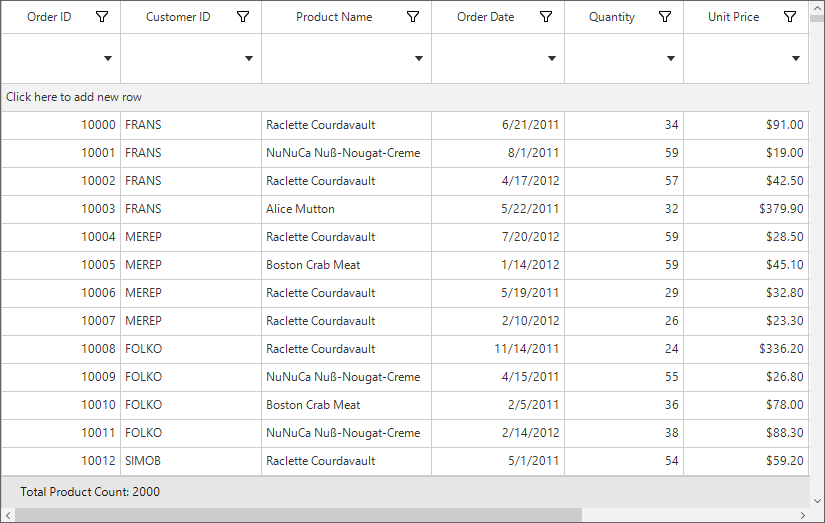 Order ID Customer ID Product Name Order Date Quantity Unit Price
Click here to add new row
10000 FRANS Raclette Courdavault 6/21/2011 34 $91.00
10001 FRANS NuNuCa Nuß-Nougat-Creme 8/1/2011 59 $19.00
10002 FRANS Raclette Courdavault 4/17/2012 57 $42.50
10003 FRANS Alice Mutton 5/22/2011 32 $379.90
10004 MEREP Raclette Courdavault 7/20/2012 59 $28.50
10005 MEREP Boston Crab Meat 1/14/2012 59 $45.10
10006 MEREP Raclette Courdavault 5/19/2011 29 $32.80
10007 MEREP Raclette Courdavault 2/10/2012 26 $23.30
10008 FOLKO Raclette Courdavault 11/14/2011 24 $336.20
10009 FOLKO NuNuCa Nuß-Nougat-Creme 4/15/2011 55 $26.80
10010 FOLKO Boston Crab Meat 2/5/2011 36 $78.00
10011 FOLKO NuNuCa Nuß-Nougat-Creme 2/14/2012 38 $88.30
10012 SIMOB Raclette Courdavault 5/1/2011 54 $59.20
Total Product Count: 2000